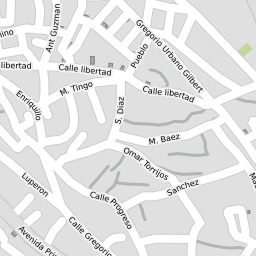 Ant Guzman
Gregorio Urbano Gilbert
Pueblo
libertad
Calle libertad
M. Tingo
Calle libertad
Enriquillo
S. Diaz
M. Baez
Omar Torrijos
Sanchez
Luperon
Calle Progreso
Calle Gregorio
Avenida